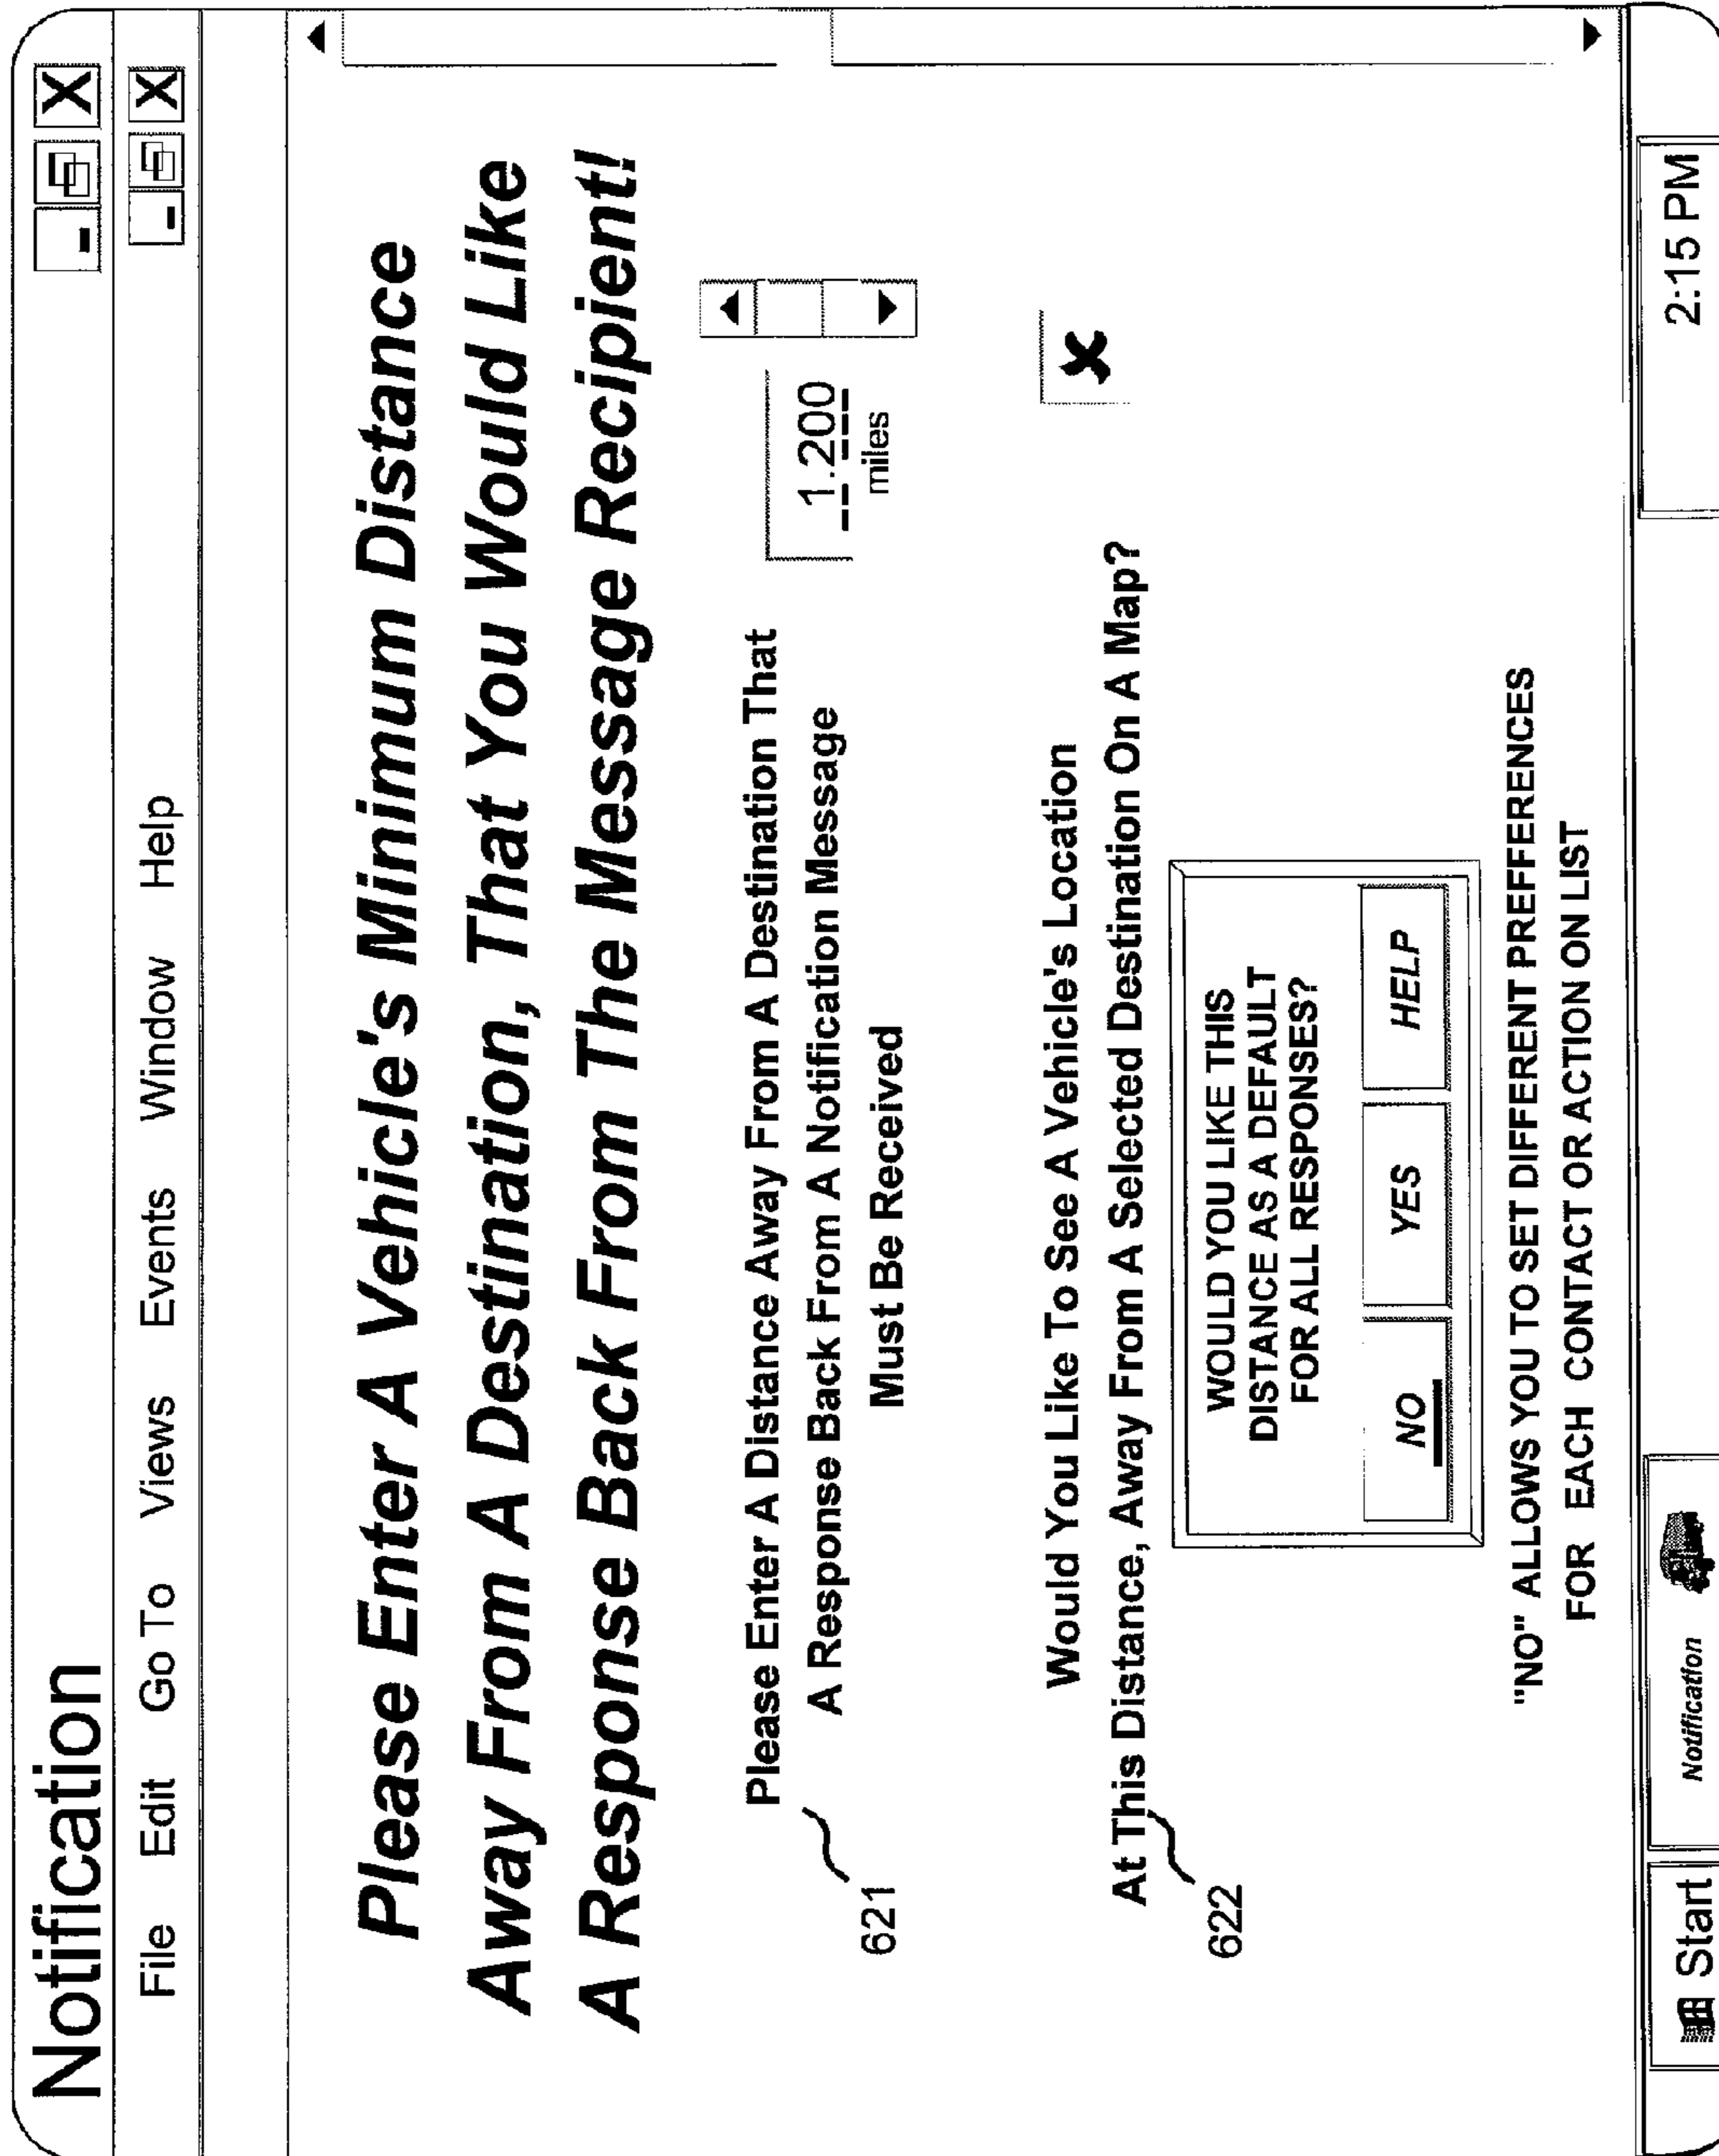 Notification
File Edit Go To Views Events Window Help
Please Enter A Vehicle's Minimum Distance
Away From A Destination, That You Would Like
A Response Back From The Message Recipient!
Please Enter A Distance Away From A Destination That
A Response Back From A Notification Message
Must Be Received
_1.200
miles
621
Would You Like To See A Vehicle's Location
At This Distance, Away From A Selected Destination On A Map?
622
WOULD YOU LIKE THIS
DISTANCE AS A DEFAULT
FOR ALL RESPONSES?
NO YES HELP
"NO" ALLOWS YOU TO SET DIFFERENT PREFFERENCES
FOR EACH CONTACT OR ACTION ON LIST
Start Notification 2:15 PM